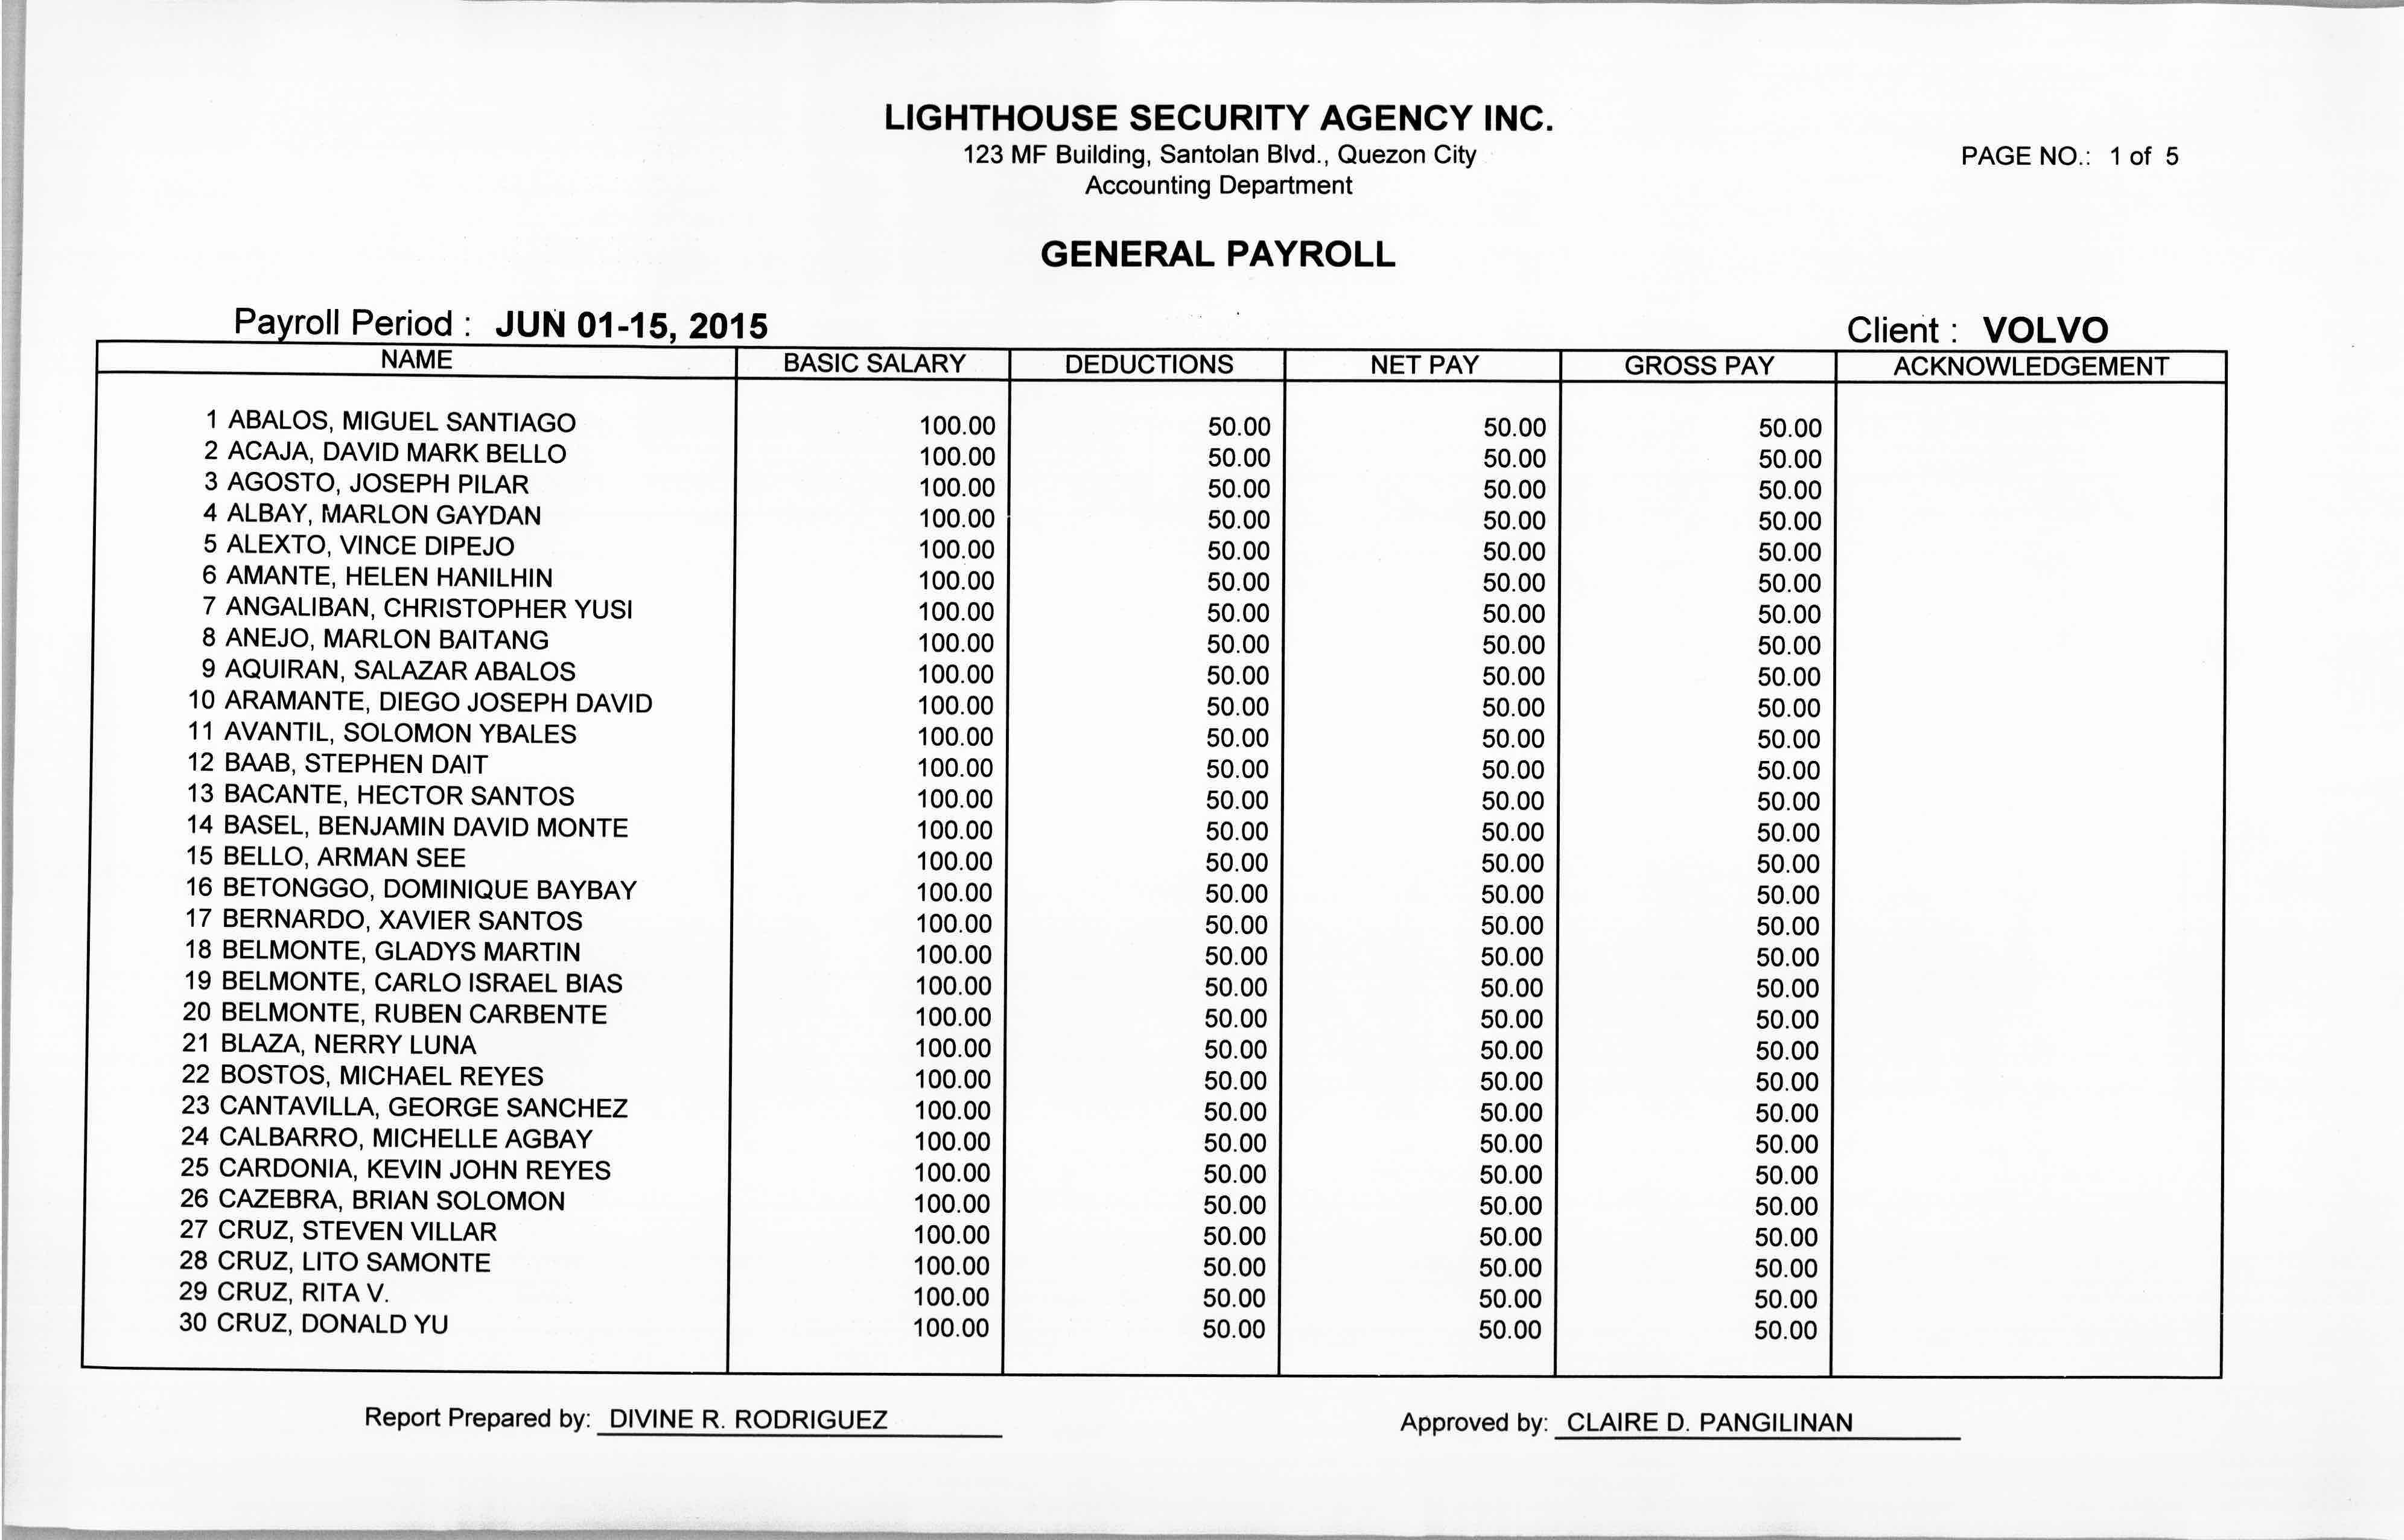 LIGHTHOUSE SECURITY AGENCY INC.
123 MF Building, Santolan Blvd., Quezon City
PAGE NO.: 1 of 5
Accounting Department
GENERAL PAYROLL
Payroll Period : JUN 01-15, 2015
Client : VOLVO
NAME BASIC SALARY DEDUCTIONS NET PAY GROSS PAY ACKNOWLEDGEMENT
1 ABALOS, MIGUEL SANTIAGO 100.00 50.00 50.00 50.00
2 ACAJA, DAVID MARK BELLO 100.00 50.00 50.00 50.00
3 AGOSTO, JOSEPH PILAR 100.00 50.00 50.00 50.00
4 ALBAY, MARLON GAYDAN 100.00 50.00 50.00 50.00
5 ALEXTO, VINCE DIPEJO 100.00 50.00 50.00 50.00
6 AMANTE, HELEN HANILHIN 100.00 50.00 50.00 50.00
7 ANGALIBAN, CHRISTOPHER YUSI 100.00 50.00 50.00 50.00
8 ANEJO, MARLON BAITANG 100.00 50.00 50.00 50.00
9 AQUIRAN, SALAZAR ABALOS 100.00 50.00 50.00 50.00
10 ARAMANTE, DIEGO JOSEPH DAVID 100.00 50.00 50.00 50.00
11 AVANTIL, SOLOMON YBALES 100.00 50.00 50.00 50.00
12 BAAB, STEPHEN DAIT 100.00 50.00 50.00 50.00
13 BACANTE, HECTOR SANTOS 100.00 50.00 50.00 50.00
14 BASEL, BENJAMIN DAVID MONTE 100.00 50.00 50.00 50.00
15 BELLO, ARMAN SEE 100.00 50.00 50.00 50.00
16 BETONGGO, DOMINIQUE BAYBAY 100.00 50.00 50.00 50.00
17 BERNARDO, XAVIER SANTOS 100.00 50.00 50.00 50.00
18 BELMONTE, GLADYS MARTIN 100.00 50.00 50.00 50.00
19 BELMONTE, CARLO ISRAEL BIAS 100.00 50.00 50.00 50.00
20 BELMONTE, RUBEN CARBENTE 100.00 50.00 50.00 50.00
21 BLAZA, NERRY LUNA 100.00 50.00 50.00 50.00
22 BOSTOS, MICHAEL REYES 100.00 50.00 50.00 50.00
23 CANTAVILLA, GEORGE SANCHEZ 100.00 50.00 50.00 50.00
24 CALBARRO, MICHELLE AGBAY 100.00 50.00 50.00 50.00
25 CARDONIA, KEVIN JOHN REYES 100.00 50.00 50.00 50.00
26 CAZEBRA, BRIAN SOLOMON 100.00 50.00 50.00 50.00
27 CRUZ, STEVEN VILLAR 100.00 50.00 50.00 50.00
28 CRUZ, LITO SAMONTE 100.00 50.00 50.00 50.00
29 CRUZ, RITA V. 100.00 50.00 50.00 50.00
30 CRUZ, DONALD YU 100.00 50.00 50.00 50.00
Report Prepared by: DIVINE R. RODRIGUEZ
Approved by: CLAIRE D. PANGILINAN